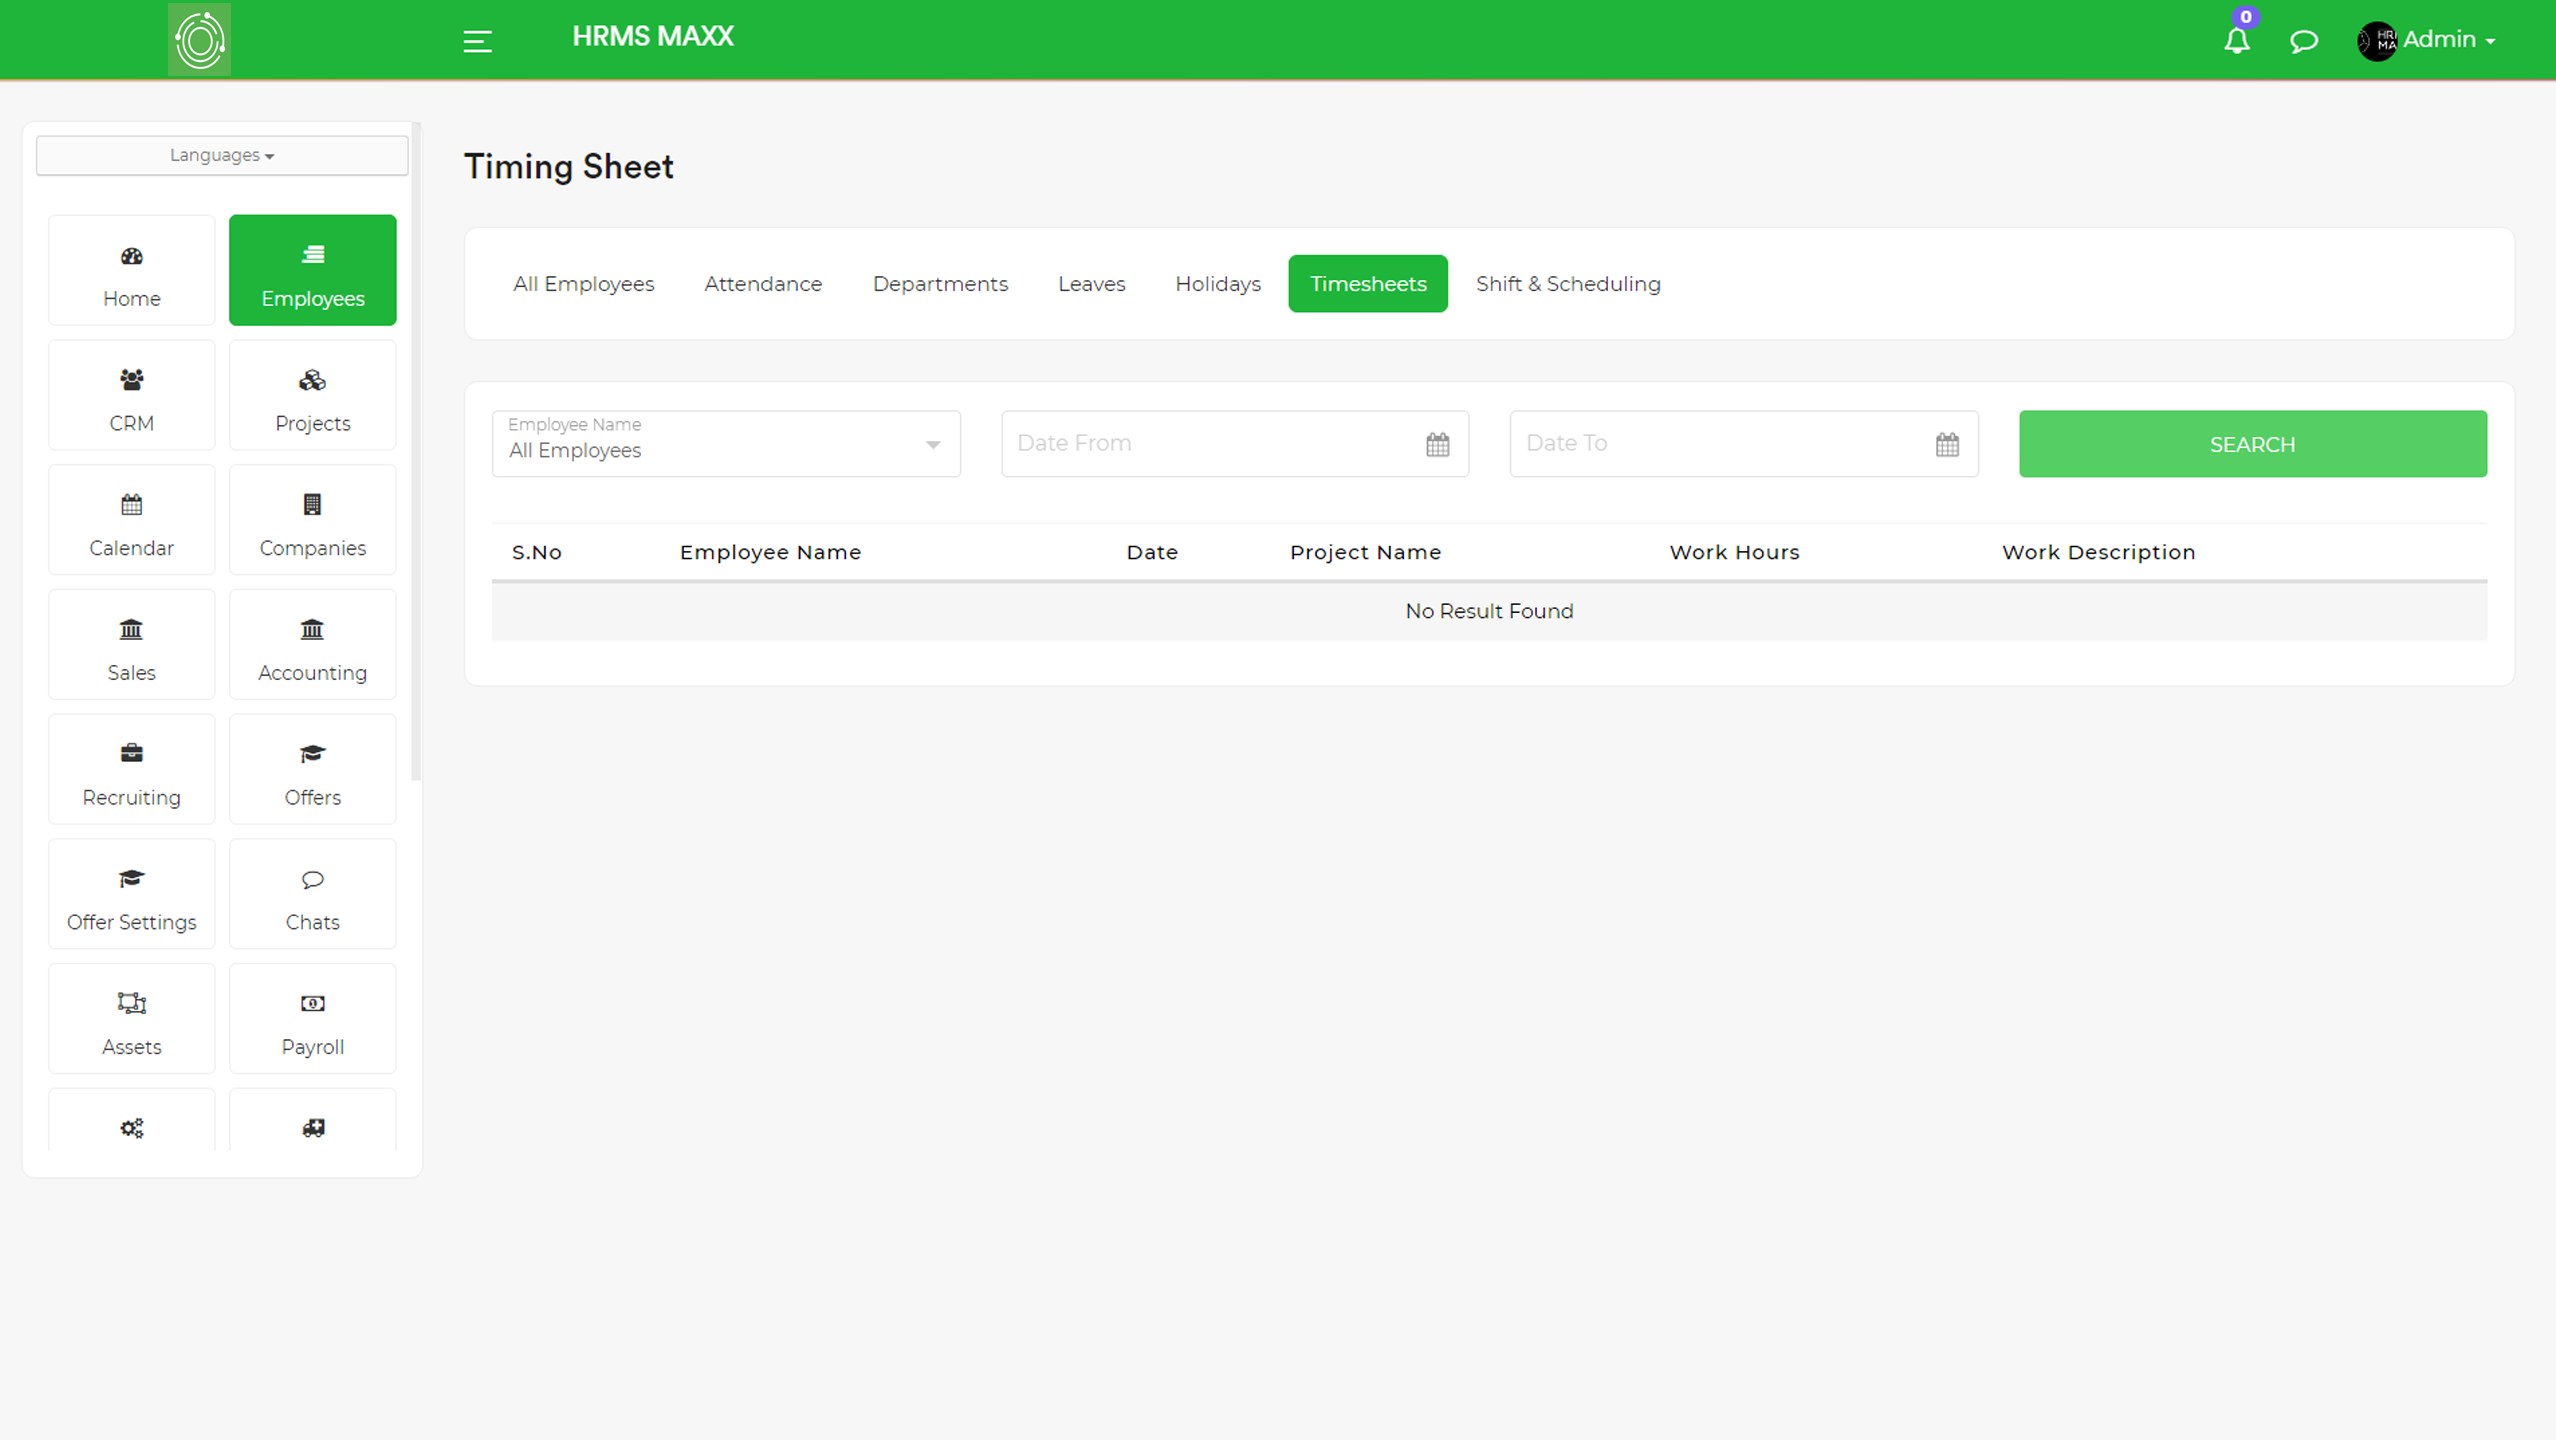 HRMS MAXX
0
HR
MA
Admin
Languages
Home
Employees
CRM
Projects
Calendar
Companies
Sales
Accounting
Recruiting
Offers
Offer Settings
Chats
Assets
Payroll
Timing Sheet
All Employees Attendance Departments Leaves Holidays Timesheets Shift & Scheduling
Employee Name
All Employees
Date From
Date To
SEARCH
S.No Employee Name Date Project Name Work Hours Work Description
No Result Found